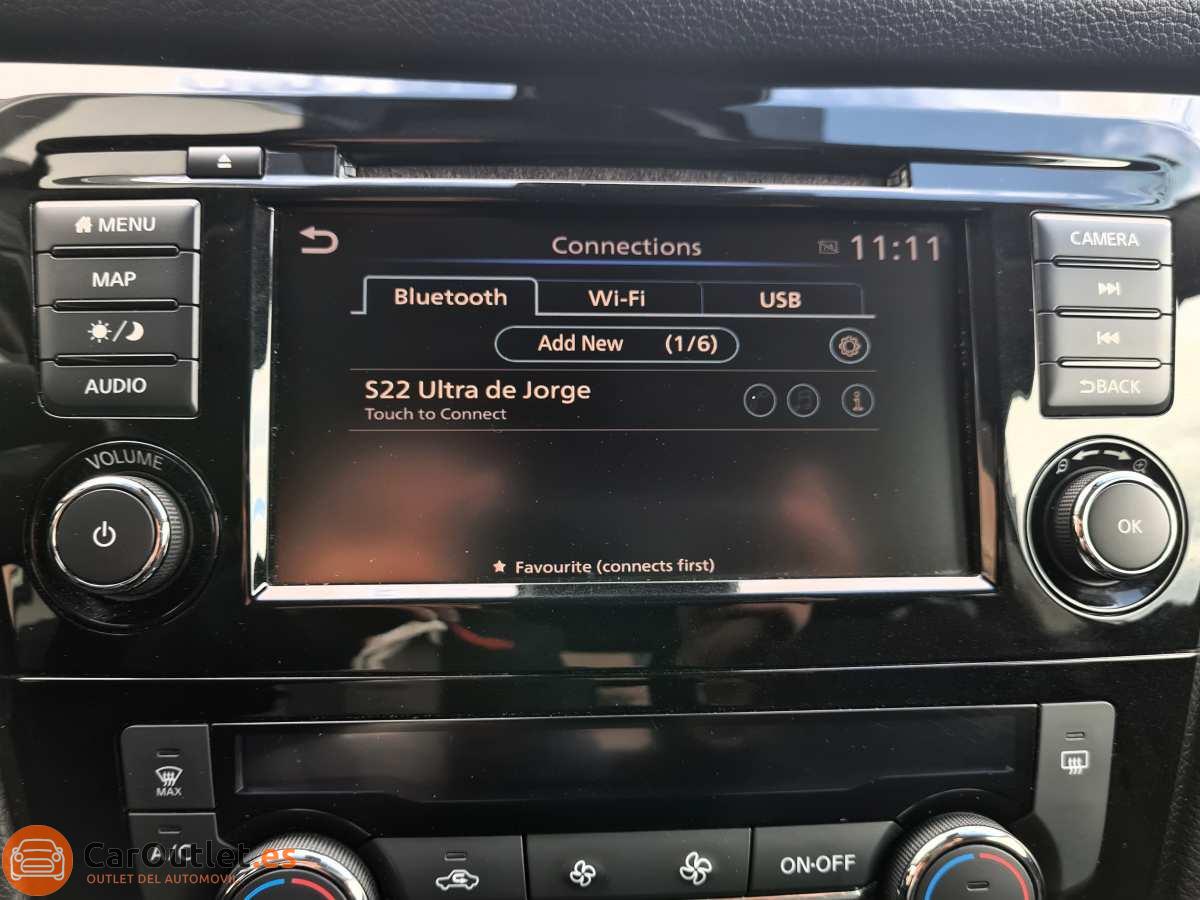 MENU
MAP
AUDIO
VOLUME
Connections
11:11
Bluetooth
Wi-Fi
USB
Add New (1/6)
S22 Ultra de Jorge
Touch to Connect
i
Favourite (connects first)
CAMERA
BACK
OK
MAX
A/C
ON·OFF
CarOutlet.es
OUTLET DEL AUTOMOVIL